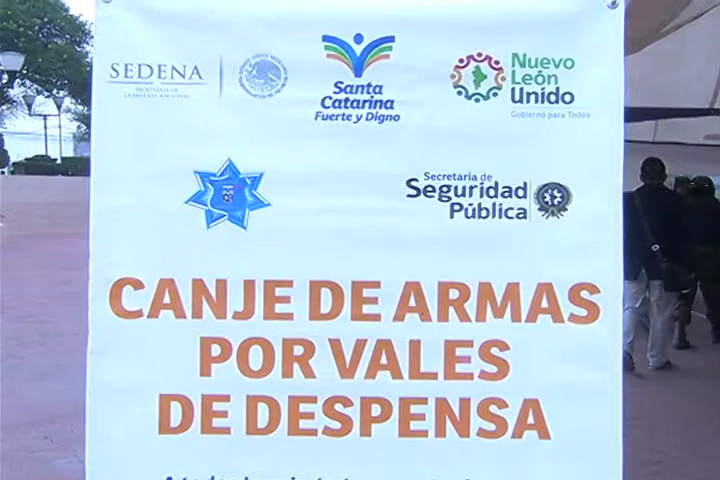 SEDENA
SECRETARÍA DE
LA DEFENSA NACIONAL
Santa
Catarina
Fuerte y Digno
Nuevo
León
Unido
Gobierno para Todos
Secretaría de
Seguridad
Pública
CANJE DE ARMAS
POR VALES
DE DESPENSA